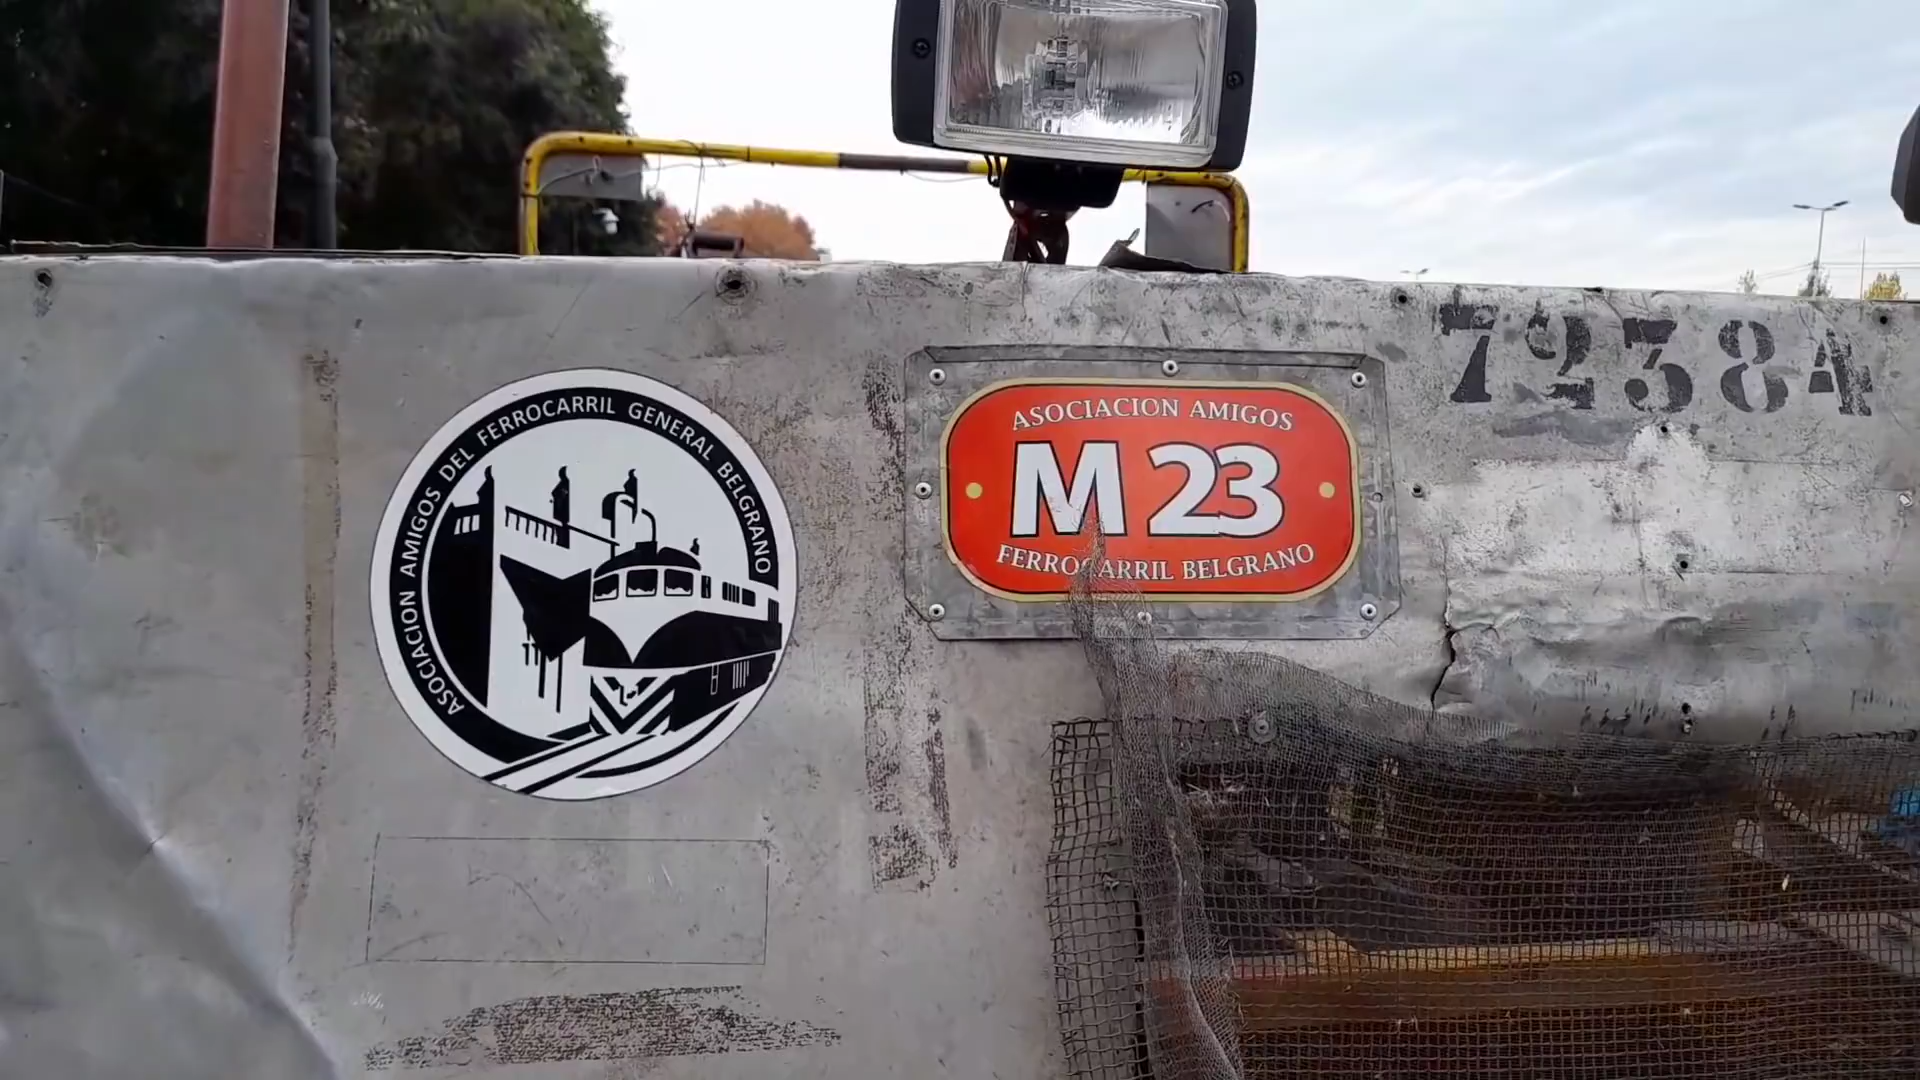 ASOCIACION AMIGOS DEL FERROCARRIL GENERAL BELGRANO
ASOCIACION AMIGOS
M 23
FERROCARRIL BELGRANO
72384